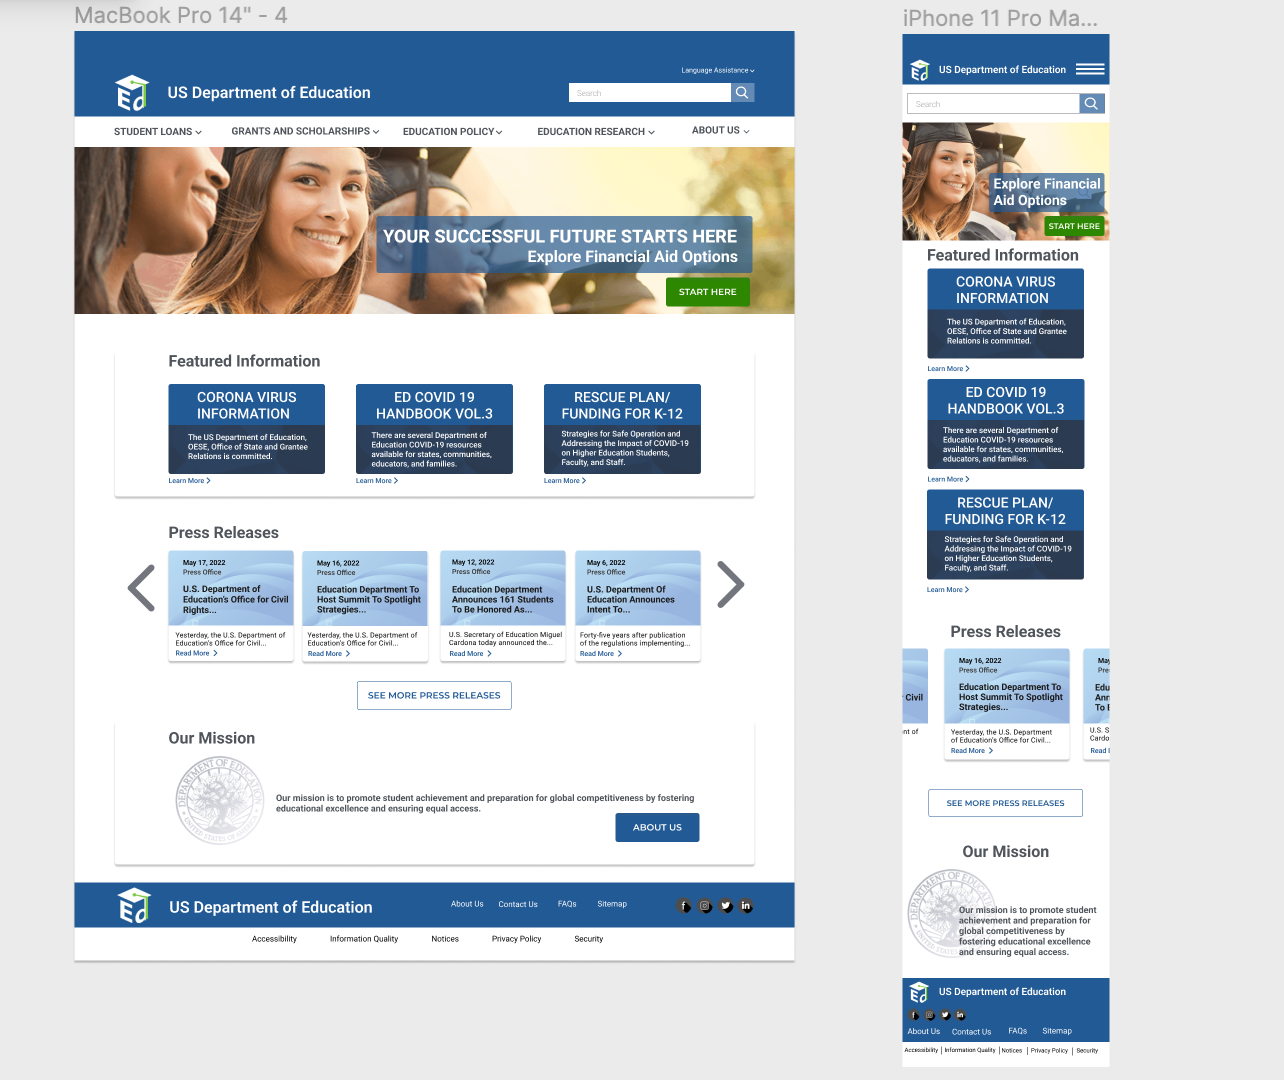 MacBook Pro 14" - 4
Language Assistance
Ed
US Department of Education
Search
STUDENT LOANS
GRANTS AND SCHOLARSHIPS
EDUCATION POLICY
EDUCATION RESEARCH
ABOUT US
YOUR SUCCESSFUL FUTURE STARTS HERE
Explore Financial Aid Options
START HERE
Featured Information
CORONA VIRUS
INFORMATION
The US Department of Education,
OESE, Office of State and Grantee
Relations is committed.
Learn More
ED COVID 19
HANDBOOK VOL.3
There are several Department of
Education COVID-19 resources
available for states, communities,
educators, and families.
Learn More
RESCUE PLAN/
FUNDING FOR K-12
Strategies for Safe Operation and
Addressing the Impact of COVID-19
on Higher Education Students,
Faculty, and Staff.
Learn More
Press Releases
May 17, 2022
Press Office
U.S. Department of
Education's Office for Civil
Rights...
Yesterday, the U.S. Department of
Education's Office for Civil...
Read More
May 16, 2022
Press Office
Education Department To
Host Summit To Spotlight
Strategies...
Yesterday, the U.S. Department of
Education's Office for Civil...
Read More
May 12, 2022
Press Office
Education Department
Announces 161 Students
To Be Honored As...
U.S. Secretary of Education Miguel
Cardona today announced the...
Read More
May 6, 2022
Press Office
U.S. Department Of
Education Announces
Intent To...
Forty-five years after publication
of the regulations implementing...
Read More
SEE MORE PRESS RELEASES
Our Mission
DEPARTMENT OF EDUCATION
UNITED STATES OF AMERICA
Our mission is to promote student achievement and preparation for global competitiveness by fostering
educational excellence and ensuring equal access.
ABOUT US
Ed
US Department of Education
About Us
Contact Us
FAQs
Sitemap
f
in
Accessibility
Information Quality
Notices
Privacy Policy
Security
iPhone 11 Pro Ma...
Ed
US Department of Education
Search
Explore Financial
Aid Options
START HERE
Featured Information
CORONA VIRUS
INFORMATION
The US Department of Education,
OESE, Office of State and Grantee
Relations is committed.
Learn More
ED COVID 19
HANDBOOK VOL.3
There are several Department of
Education COVID-19 resources
available for states, communities,
educators, and families.
Learn More
RESCUE PLAN/
FUNDING FOR K-12
Strategies for Safe Operation and
Addressing the Impact of COVID-19
on Higher Education Students,
Faculty, and Staff.
Learn More
Press Releases
Civil
nt of
May 16, 2022
Press Office
Education Department To
Host Summit To Spotlight
Strategies...
Yesterday, the U.S. Department
of Education's Office for Civil...
Read More
May
Pre
Edu
Ann
To
U.S. S
Cardo
Read
SEE MORE PRESS RELEASES
Our Mission
DEPARTMENT OF EDUCA
UNITED STATES
Our mission is to promote student
achievement and preparation for
global competitiveness by
fostering educational excellence
and ensuring equal access.
Ed
US Department of Education
f
in
About Us
Contact Us
FAQs
Sitemap
Accessibility | Information Quality | Notices | Privacy Policy | Security